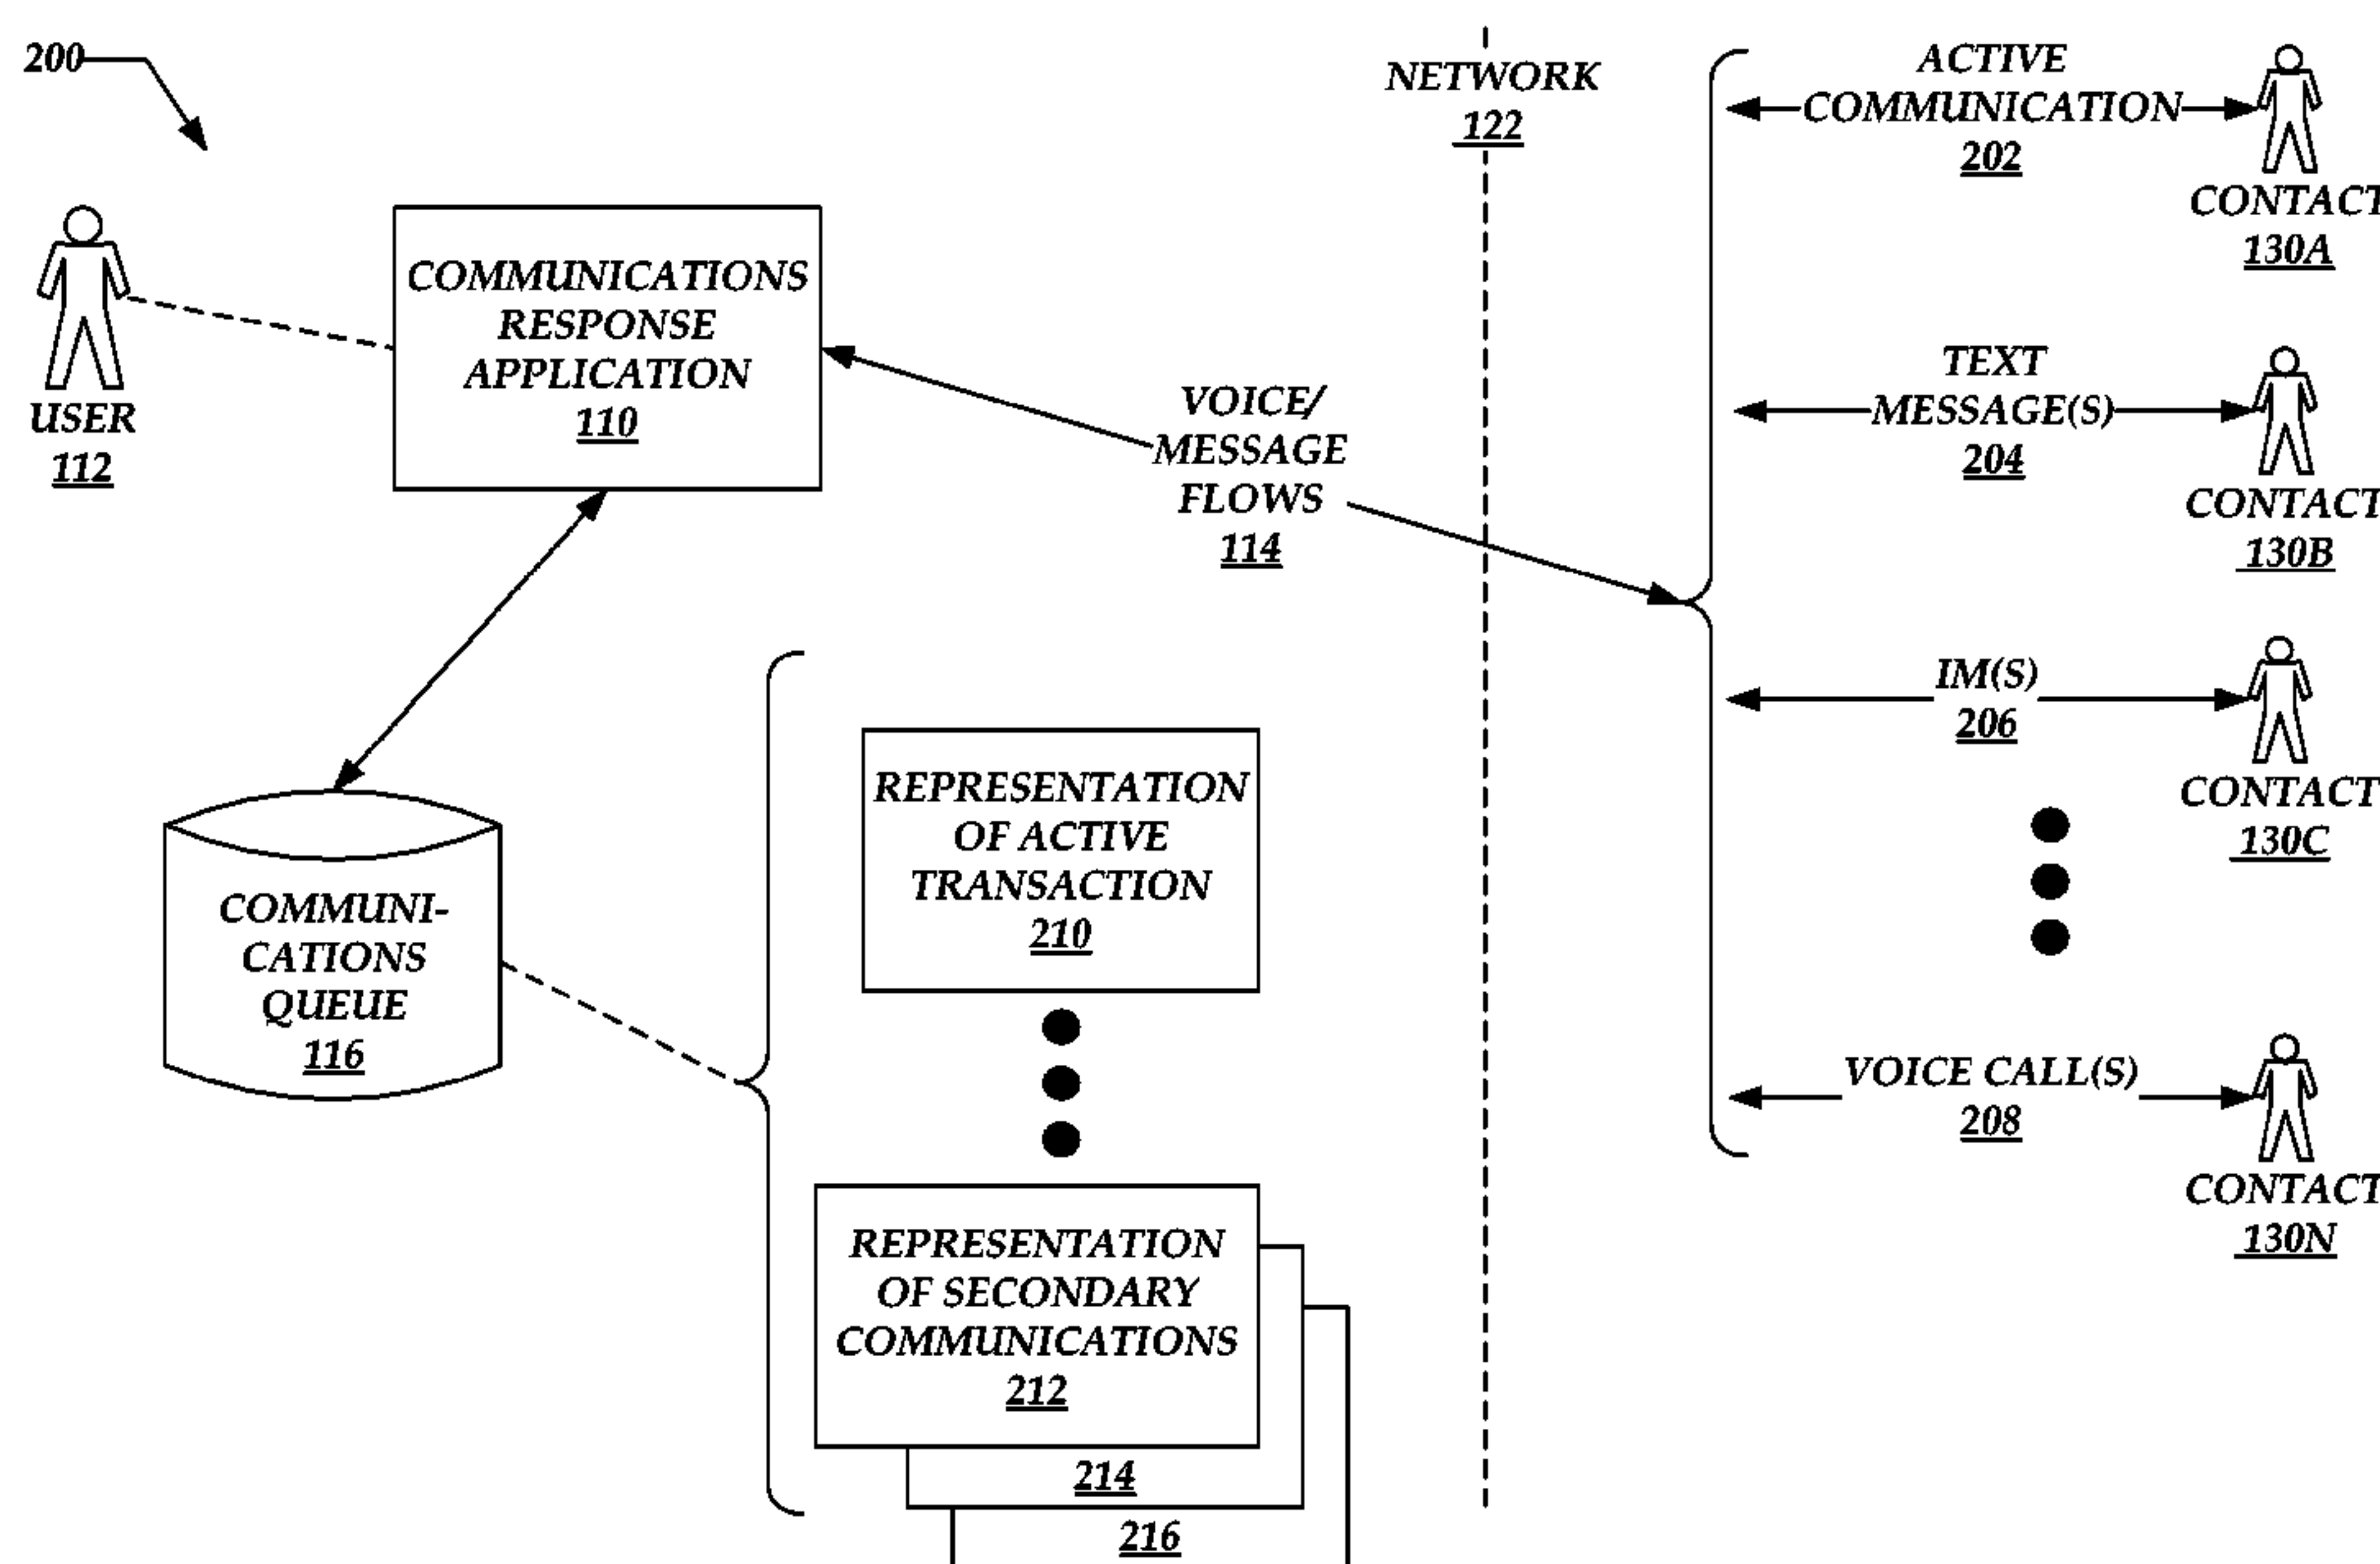 200
USER
112
COMMUNICATIONS
RESPONSE
APPLICATION
110
VOICE/
MESSAGE
FLOWS
114
NETWORK
122
ACTIVE
COMMUNICATION
202
CONTACT
130A
TEXT
MESSAGE(S)
204
CONTACT
130B
IM(S)
206
CONTACT
130C
VOICE CALL(S)
208
CONTACT
130N
COMMUNI-
CATIONS
QUEUE
116
REPRESENTATION
OF ACTIVE
TRANSACTION
210
REPRESENTATION
OF SECONDARY
COMMUNICATIONS
212
214
216